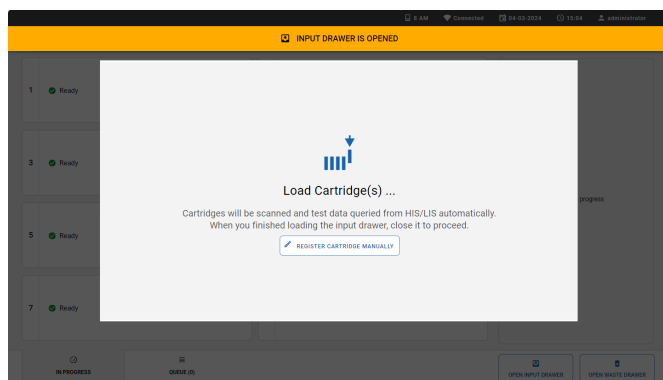 8 AM Connected 04-03-2024 15:04 administrator
INPUT DRAWER IS OPENED
1 Ready
3 Ready
progress
5 Ready
7 Ready
Load Cartridge(s) ...
Cartridges will be scanned and test data queried from HIS/LIS automatically.
When you finished loading the input drawer, close it to proceed.
REGISTER CARTRIDGE MANUALLY
IN PROGRESS
QUEUE (0)
OPEN INPUT DRAWER
OPEN WASTE DRAWER